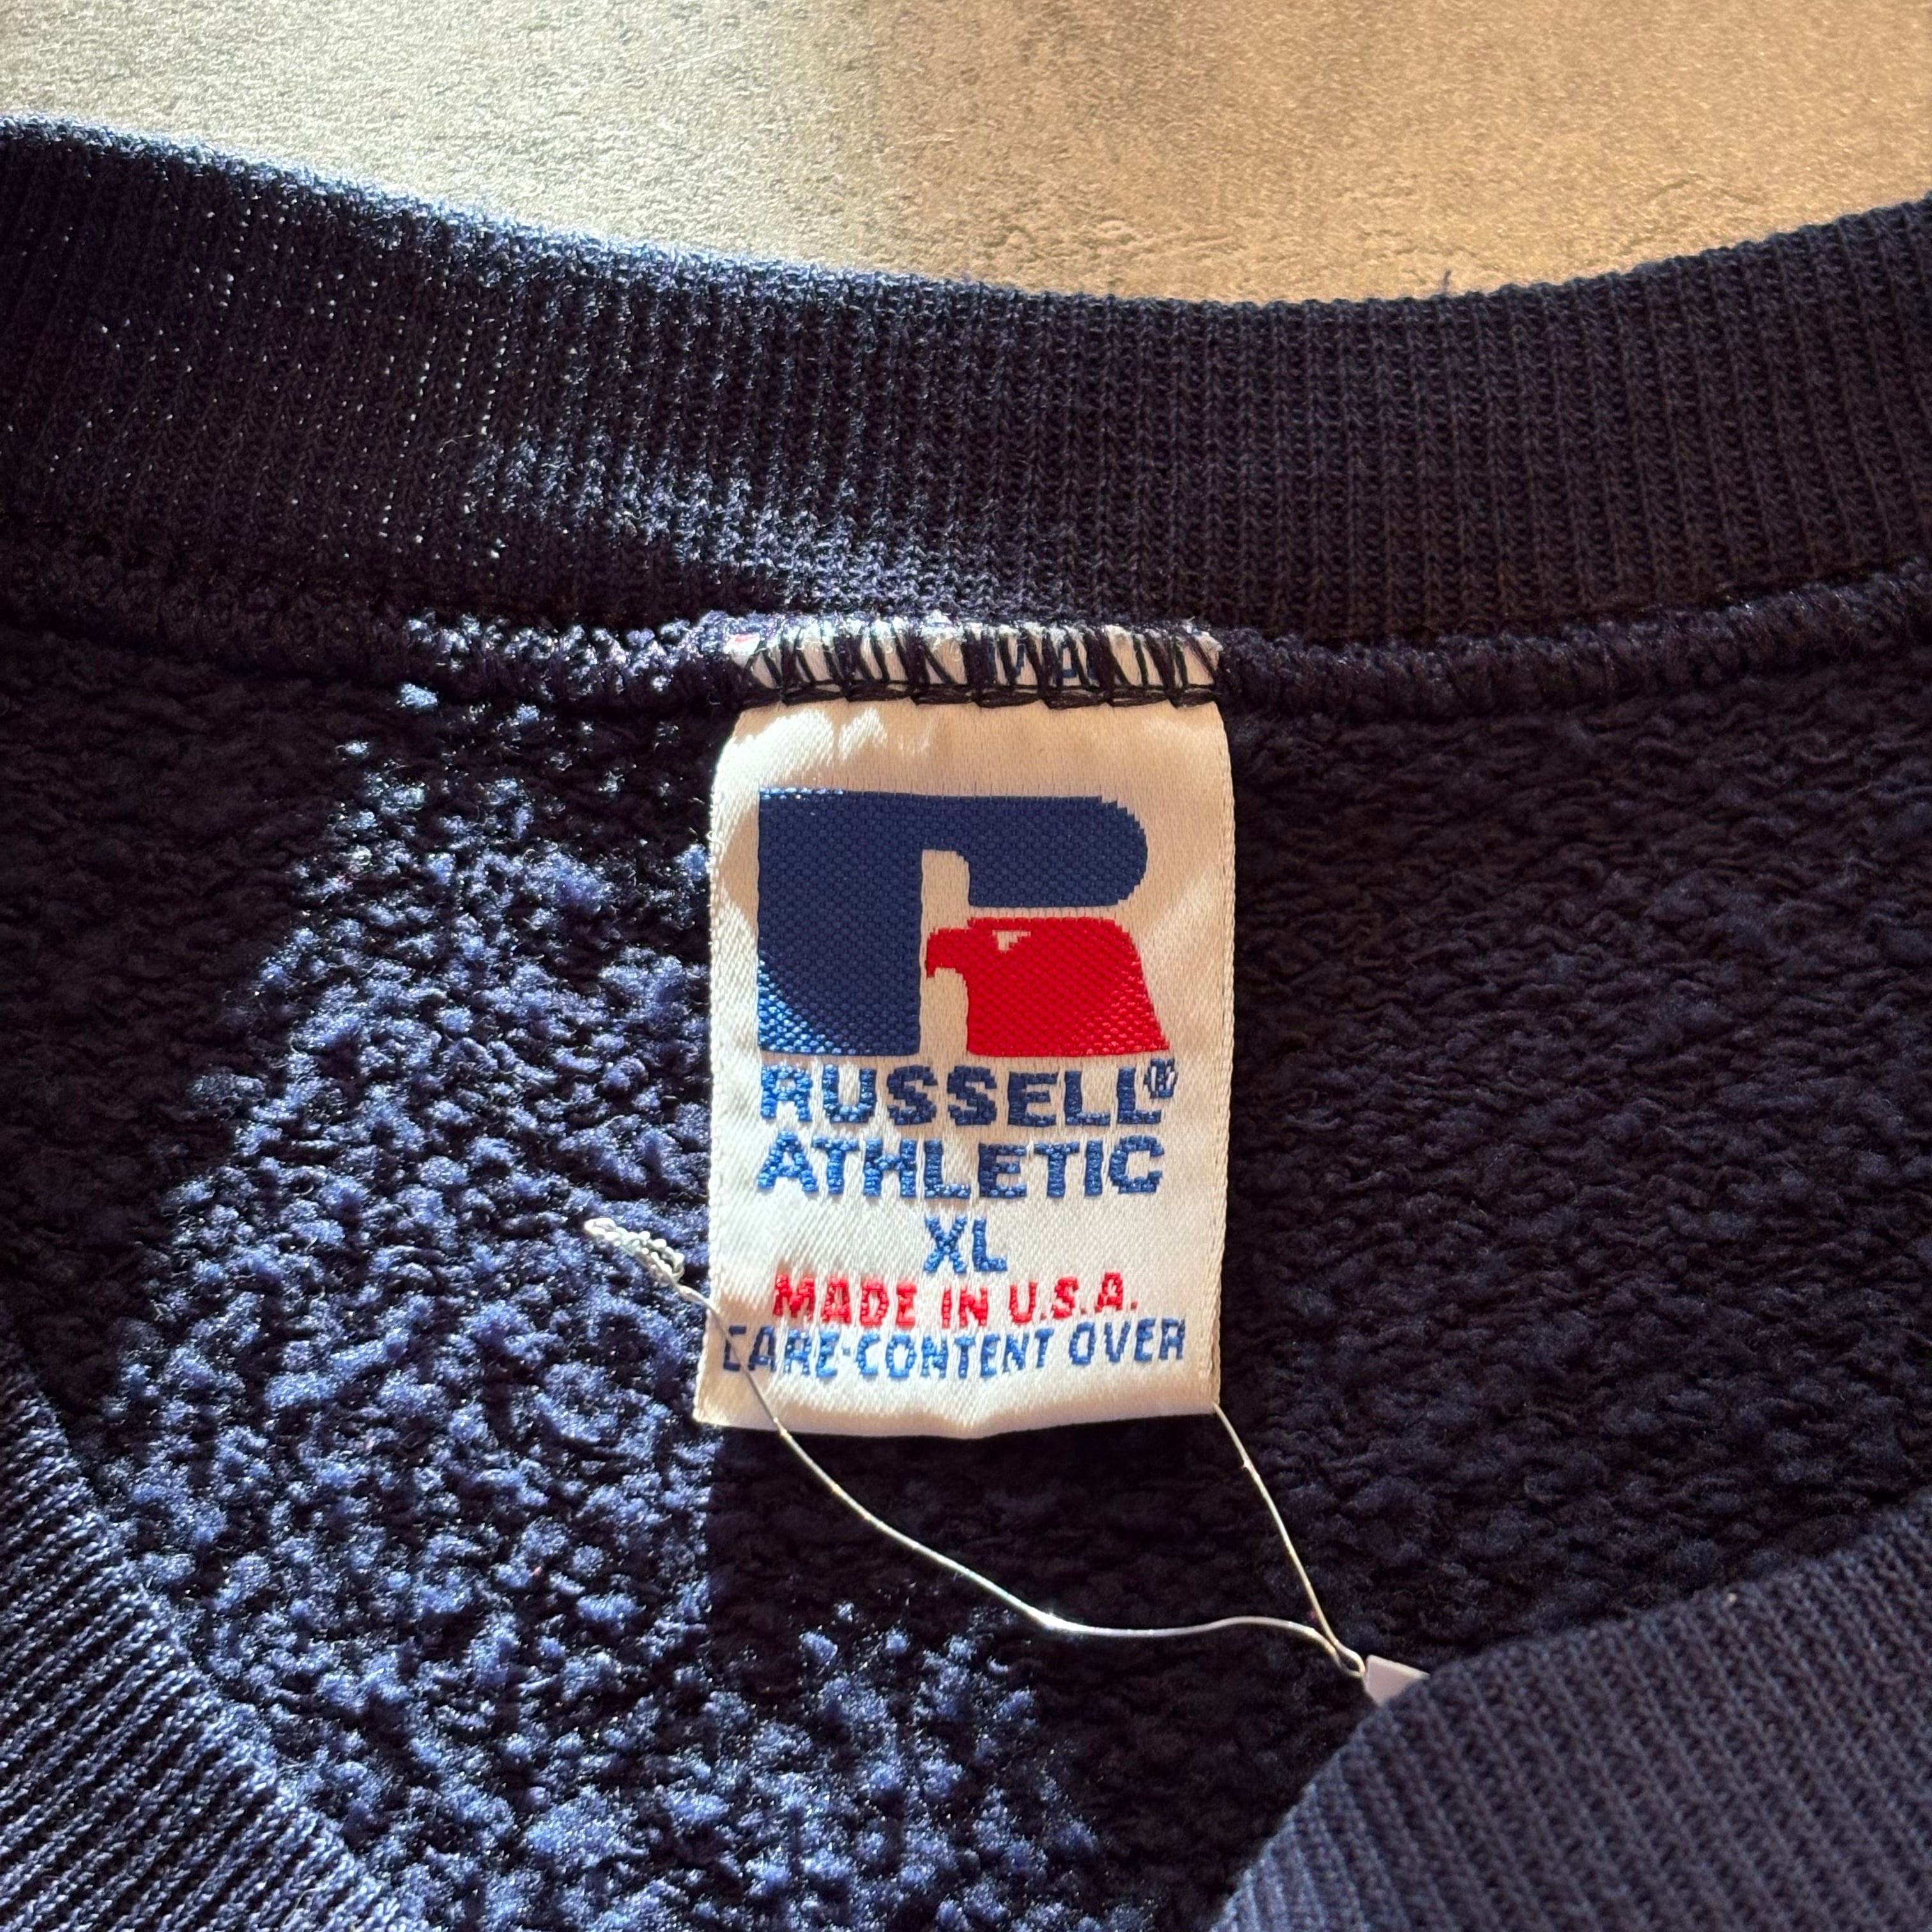 RUSSELL®
ATHLETIC
XL
MADE IN U.S.A.
CARE-CONTENT OVER